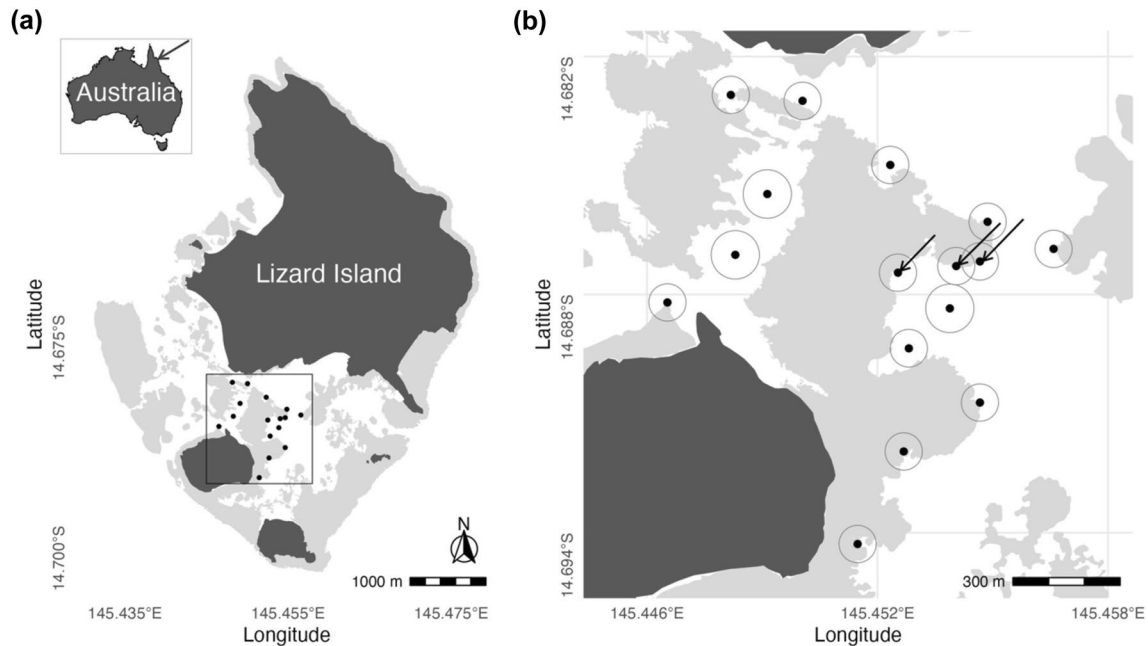 (a)
Australia
Lizard Island
Latitude
14.675°S
14.700°S
N
1000 m
145.435°E
145.455°E
145.475°E
Longitude
(b)
Latitude
14.682°S
14.688°S
14.694°S
300 m
145.446°E
145.452°E
145.458°E
Longitude